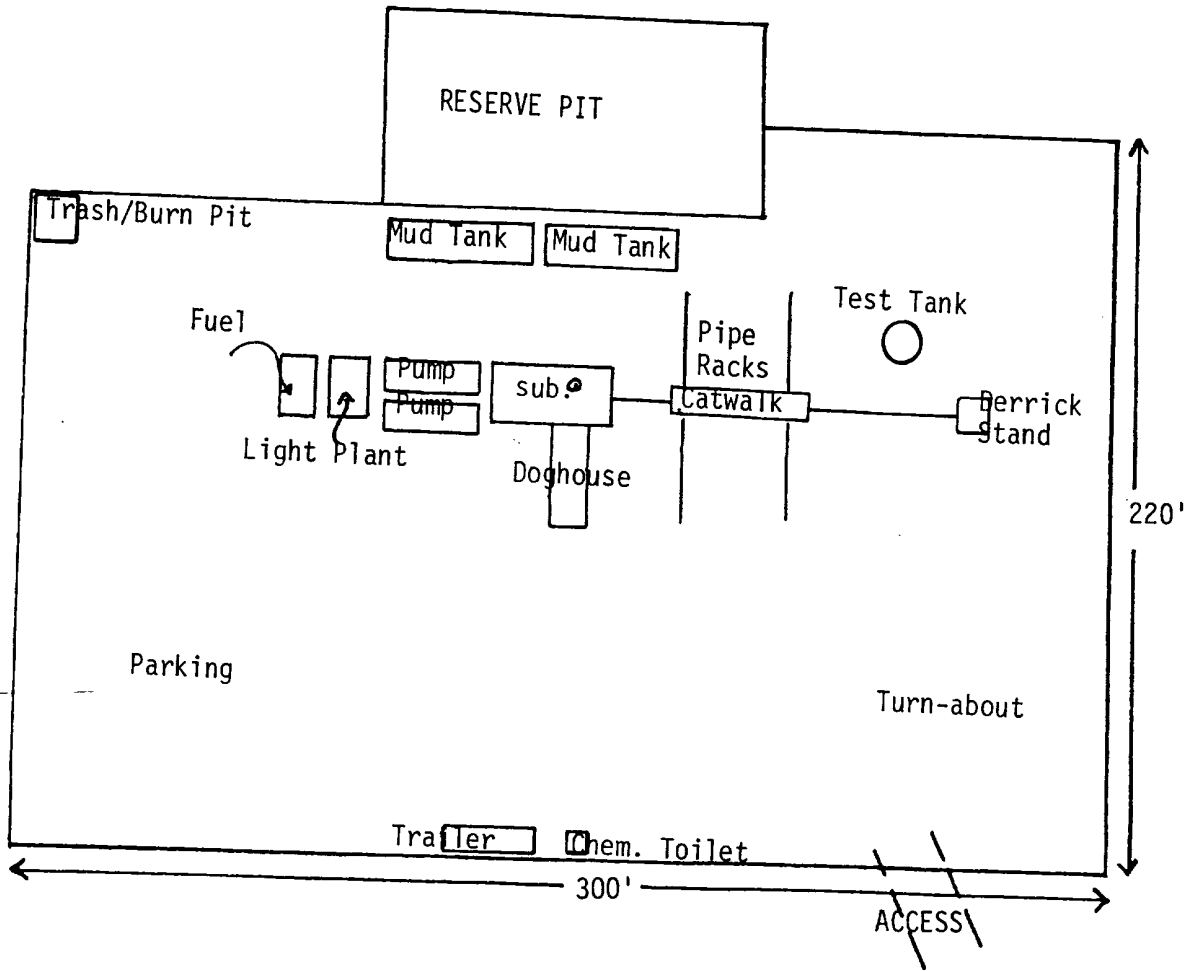 RESERVE PIT
Trash/Burn Pit
Mud Tank
Mud Tank
Test Tank
Fuel
Pipe
Racks
Pump
sub.
Catwalk
Pump
Derrick
Stand
Light Plant
Doghouse
220'
Parking
Turn-about
Trailer
Chem. Toilet
300'
ACCESS